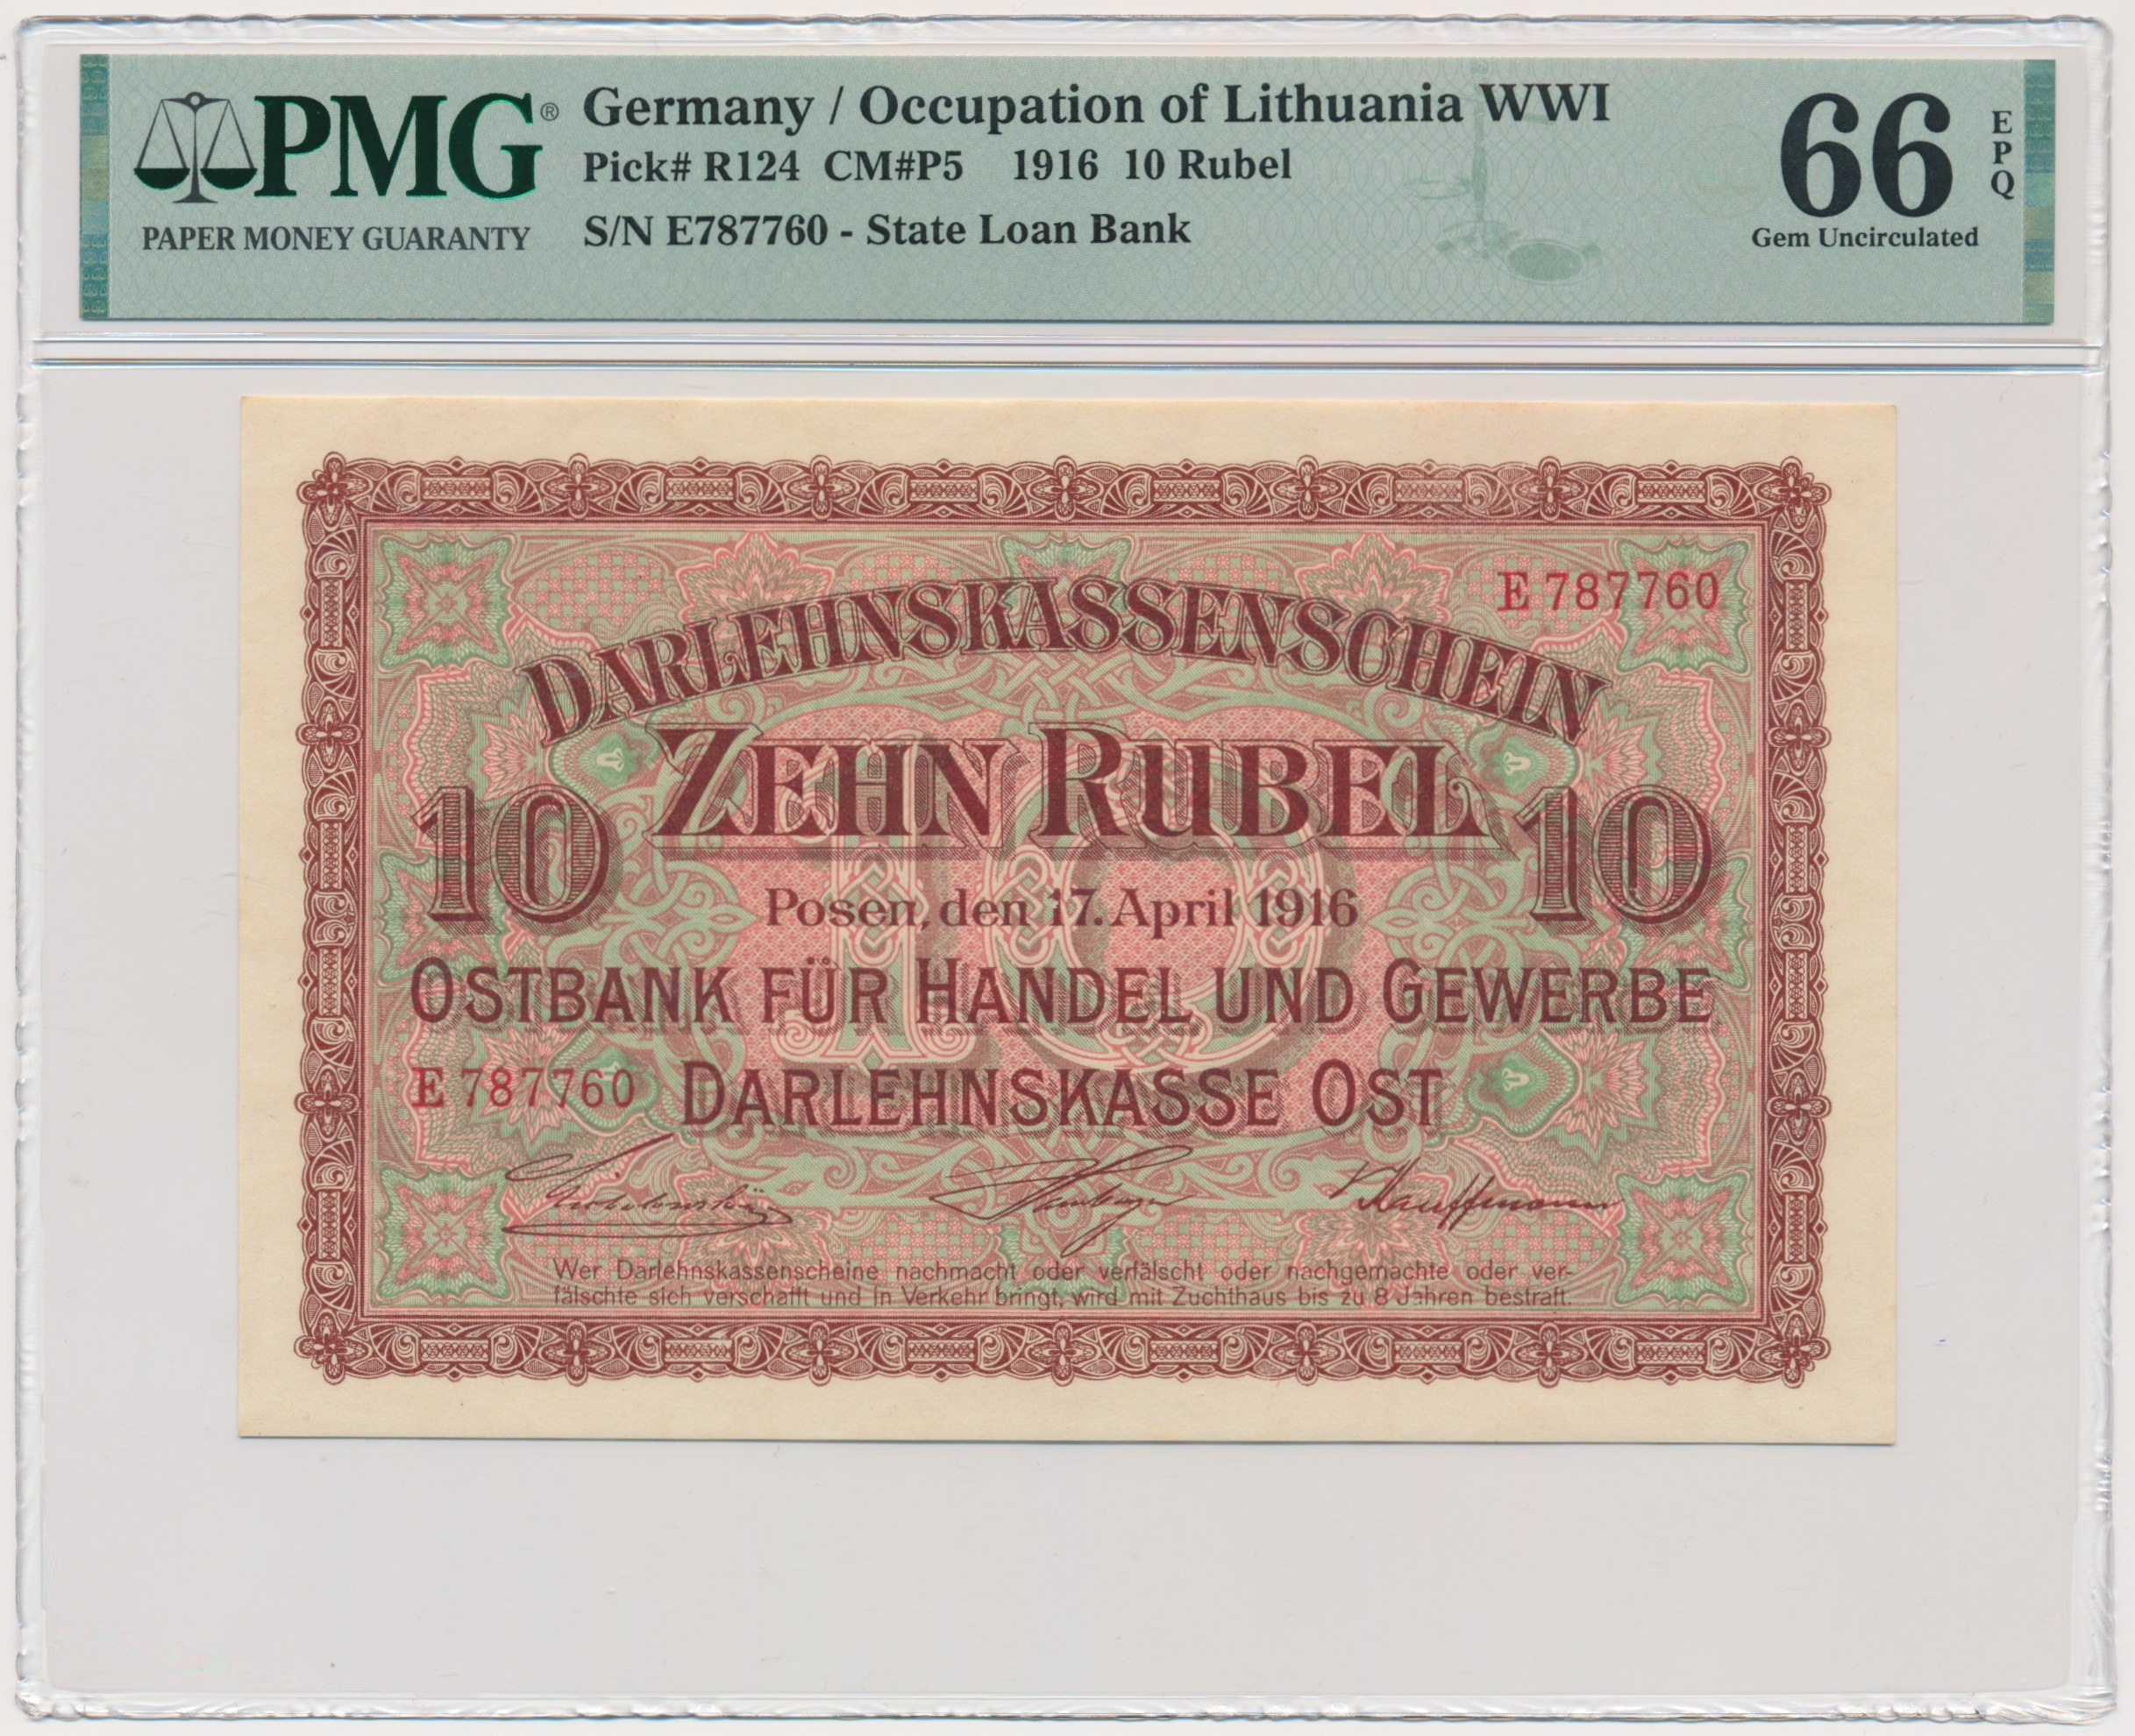 PMG®
PAPER MONEY GUARANTY
Germany / Occupation of Lithuania WWI
Pick# R124 CM#P5 1916 10 Rubel
S/N E787760 - State Loan Bank
66
EPQ
Gem Uncirculated
E 787760
DARLEHNSKASSENSCHEIN
ZEHN RUBEL
10
10
10
Posen, den 17. April 1916
OSTBANK FÜR HANDEL UND GEWERBE
E 787760
DARLEHNSKASSE OST
Kauffmann
Wer Darlehnskassenscheine nachmacht oder verfälscht oder nachgemachte oder ver-
fälschte sich verschafft und in Verkehr bringt, wird mit Zuchthaus bis zu 8 Jahren bestraft.